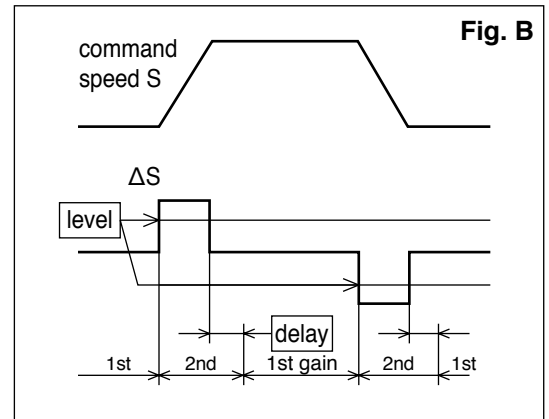 Fig. B
command
speed S
ΔS
level
delay
1st 2nd 1st gain 2nd 1st